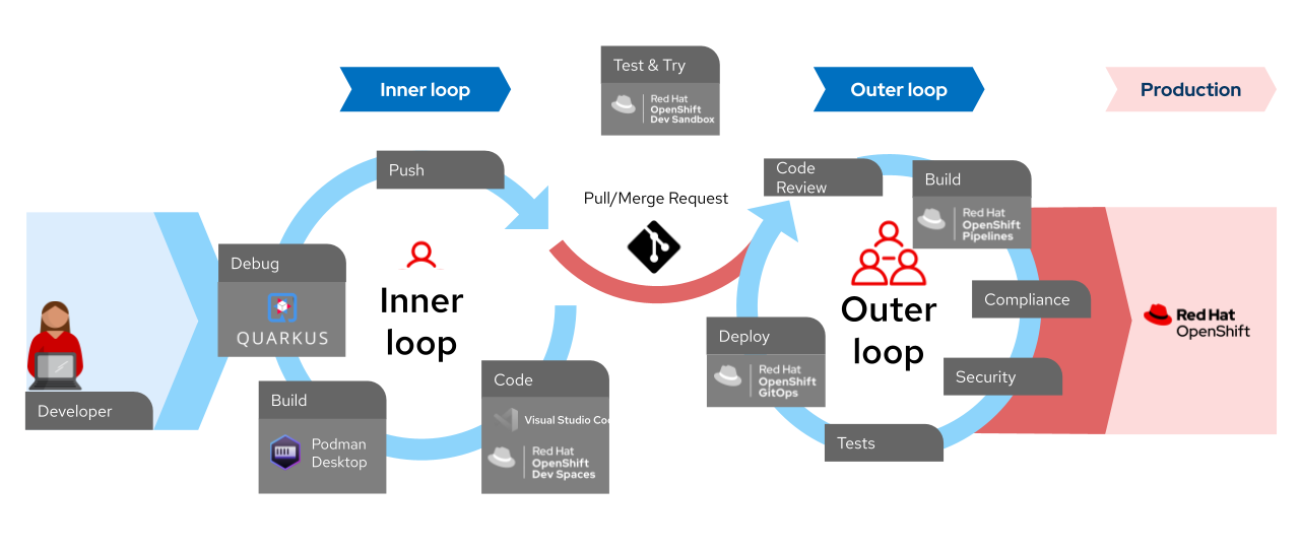 Inner loop
Test & Try
Red Hat
OpenShift
Dev Sandbox
Outer loop
Production
Push
Pull/Merge Request
Code
Review
Build
Red Hat
OpenShift
Pipelines
Debug
QUARKUS
Inner
loop
Outer
loop
Compliance
Red Hat
OpenShift
Developer
Build
Podman
Desktop
Code
Visual Studio Co
Red Hat
OpenShift
Dev Spaces
Deploy
Red Hat
OpenShift
GitOps
Security
Tests